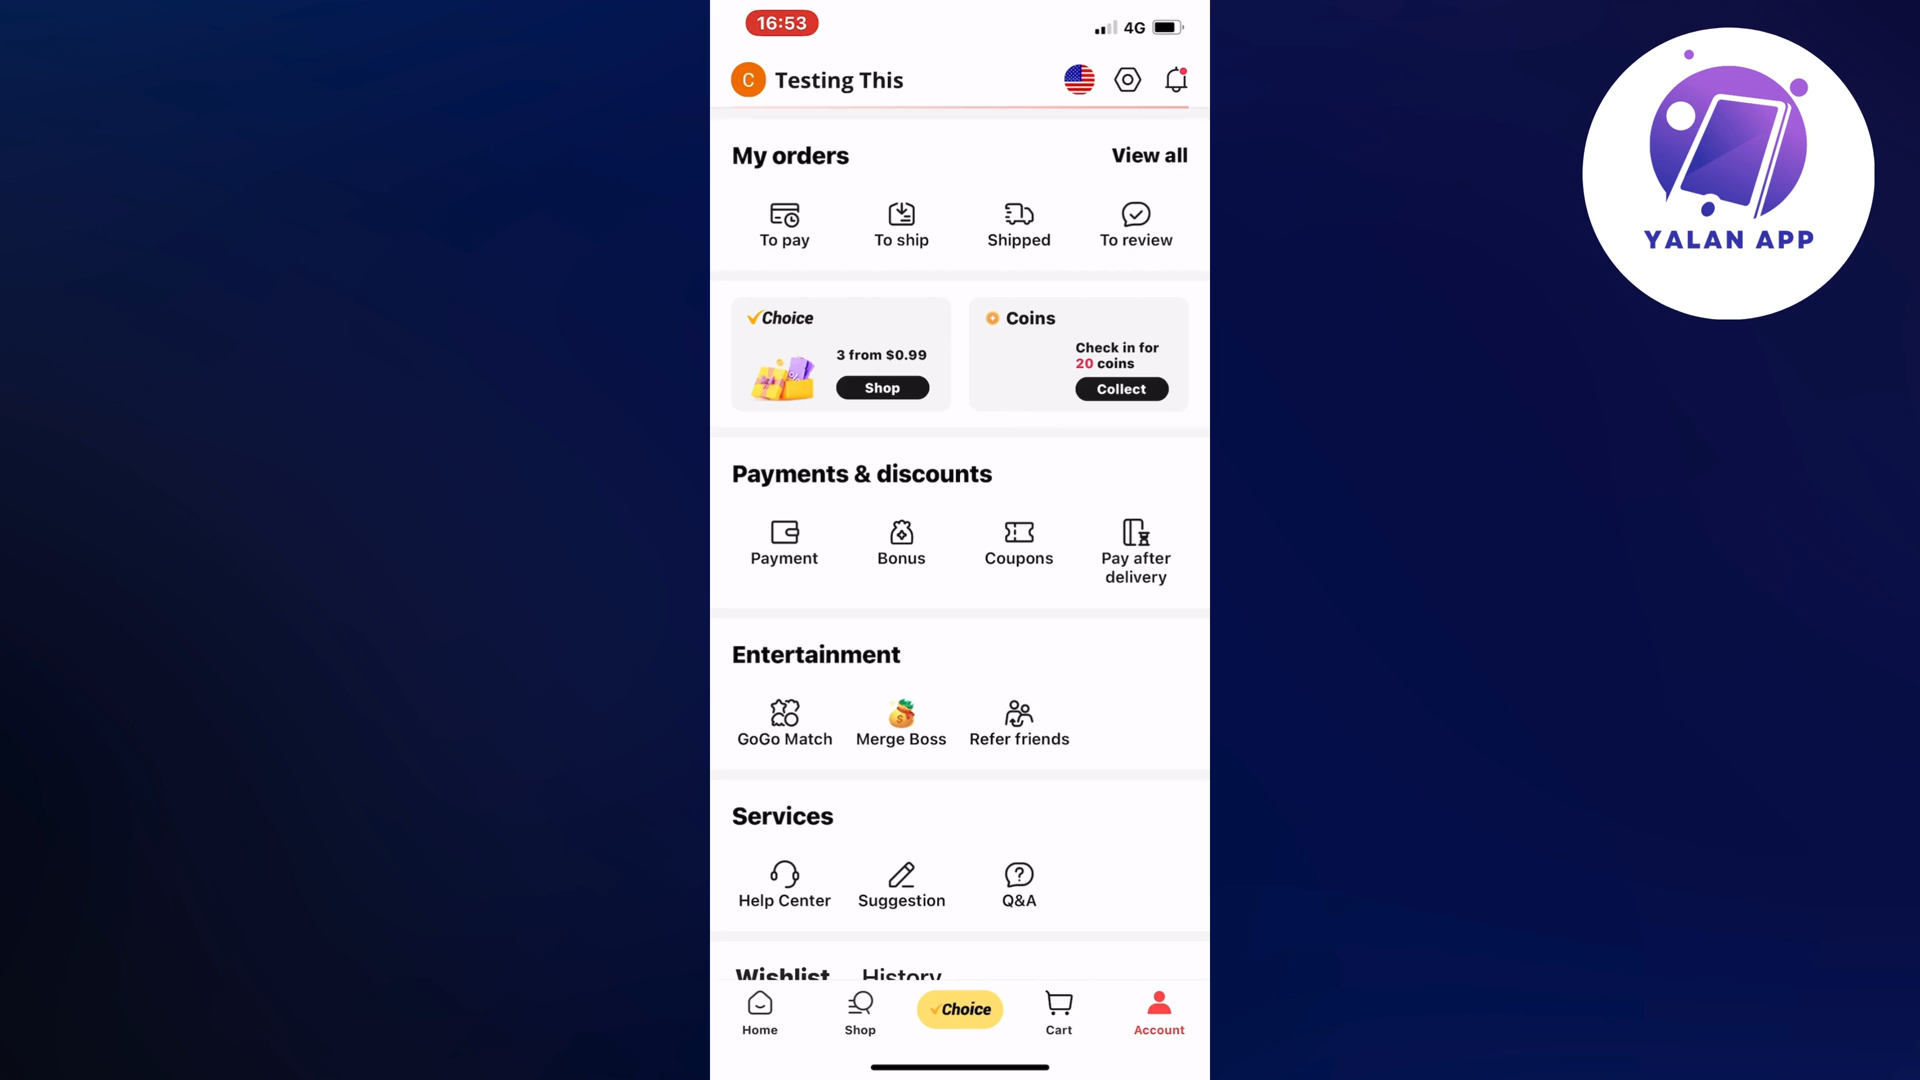 16:53
4G
C Testing This
My orders View all
To pay To ship Shipped To review
Choice
3 from $0.99
Shop
Coins
Check in for
20 coins
Collect
Payments & discounts
Payment Bonus Coupons Pay after
delivery
Entertainment
GoGo Match Merge Boss Refer friends
Services
Help Center Suggestion Q&A
Wishlist History
Home Shop Choice Cart Account
YALAN APP